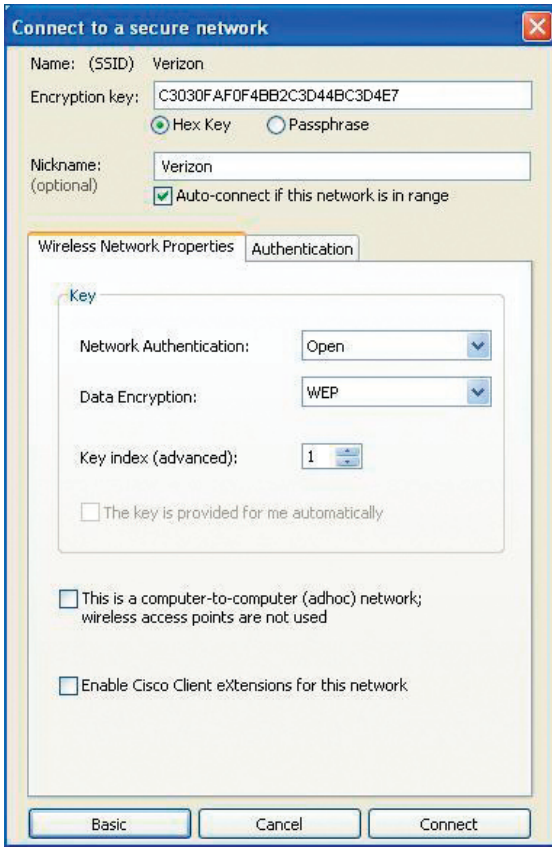 Connect to a secure network
Name: (SSID) Verizon
Encryption key: C3030FAF0F4BB2C3D44BC3D4E7
Hex Key Passphrase
Nickname: Verizon
(optional)
Auto-connect if this network is in range
Wireless Network Properties Authentication
Key
Network Authentication: Open
Data Encryption: WEP
Key index (advanced): 1
The key is provided for me automatically
This is a computer-to-computer (adhoc) network;
wireless access points are not used
Enable Cisco Client eXtensions for this network
Basic Cancel Connect